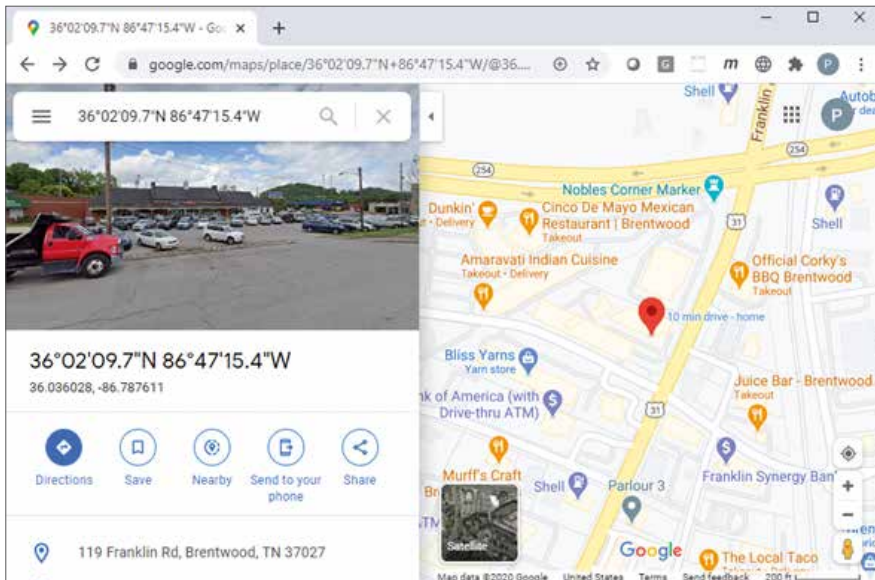 36°02'09.7"N 86°47'15.4"W - Goo
google.com/maps/place/36°02'09.7"N+86°47'15.4"W/@36....
G
m
P
36°02'09.7"N 86°47'15.4"W
36°02'09.7"N 86°47'15.4"W
36.036028, -86.787611
Directions
Save
Nearby
Send to your
phone
Share
119 Franklin Rd, Brentwood, TN 37027
Shell
Franklin
P
Autob
254
254
Nobles Corner Marker
Dunkin'
Delivery
Cinco De Mayo Mexican
Restaurant | Brentwood
Takeout
31
Shell
Amaravati Indian Cuisine
Takeout • Delivery
Official Corky's
BBQ Brentwood
Takeout
10 min drive - home
Bliss Yarns
Yarn store
nk of America (with
Drive-thru ATM)
31
Juice Bar - Brentwood
Takeout
Murff's Craft
Br
Shell
Parlour 3
Franklin Synergy Ban
Satellite
Google
The Local Taco
Map data ©2020 Google
United States
Terms
Send feedback
200 ft